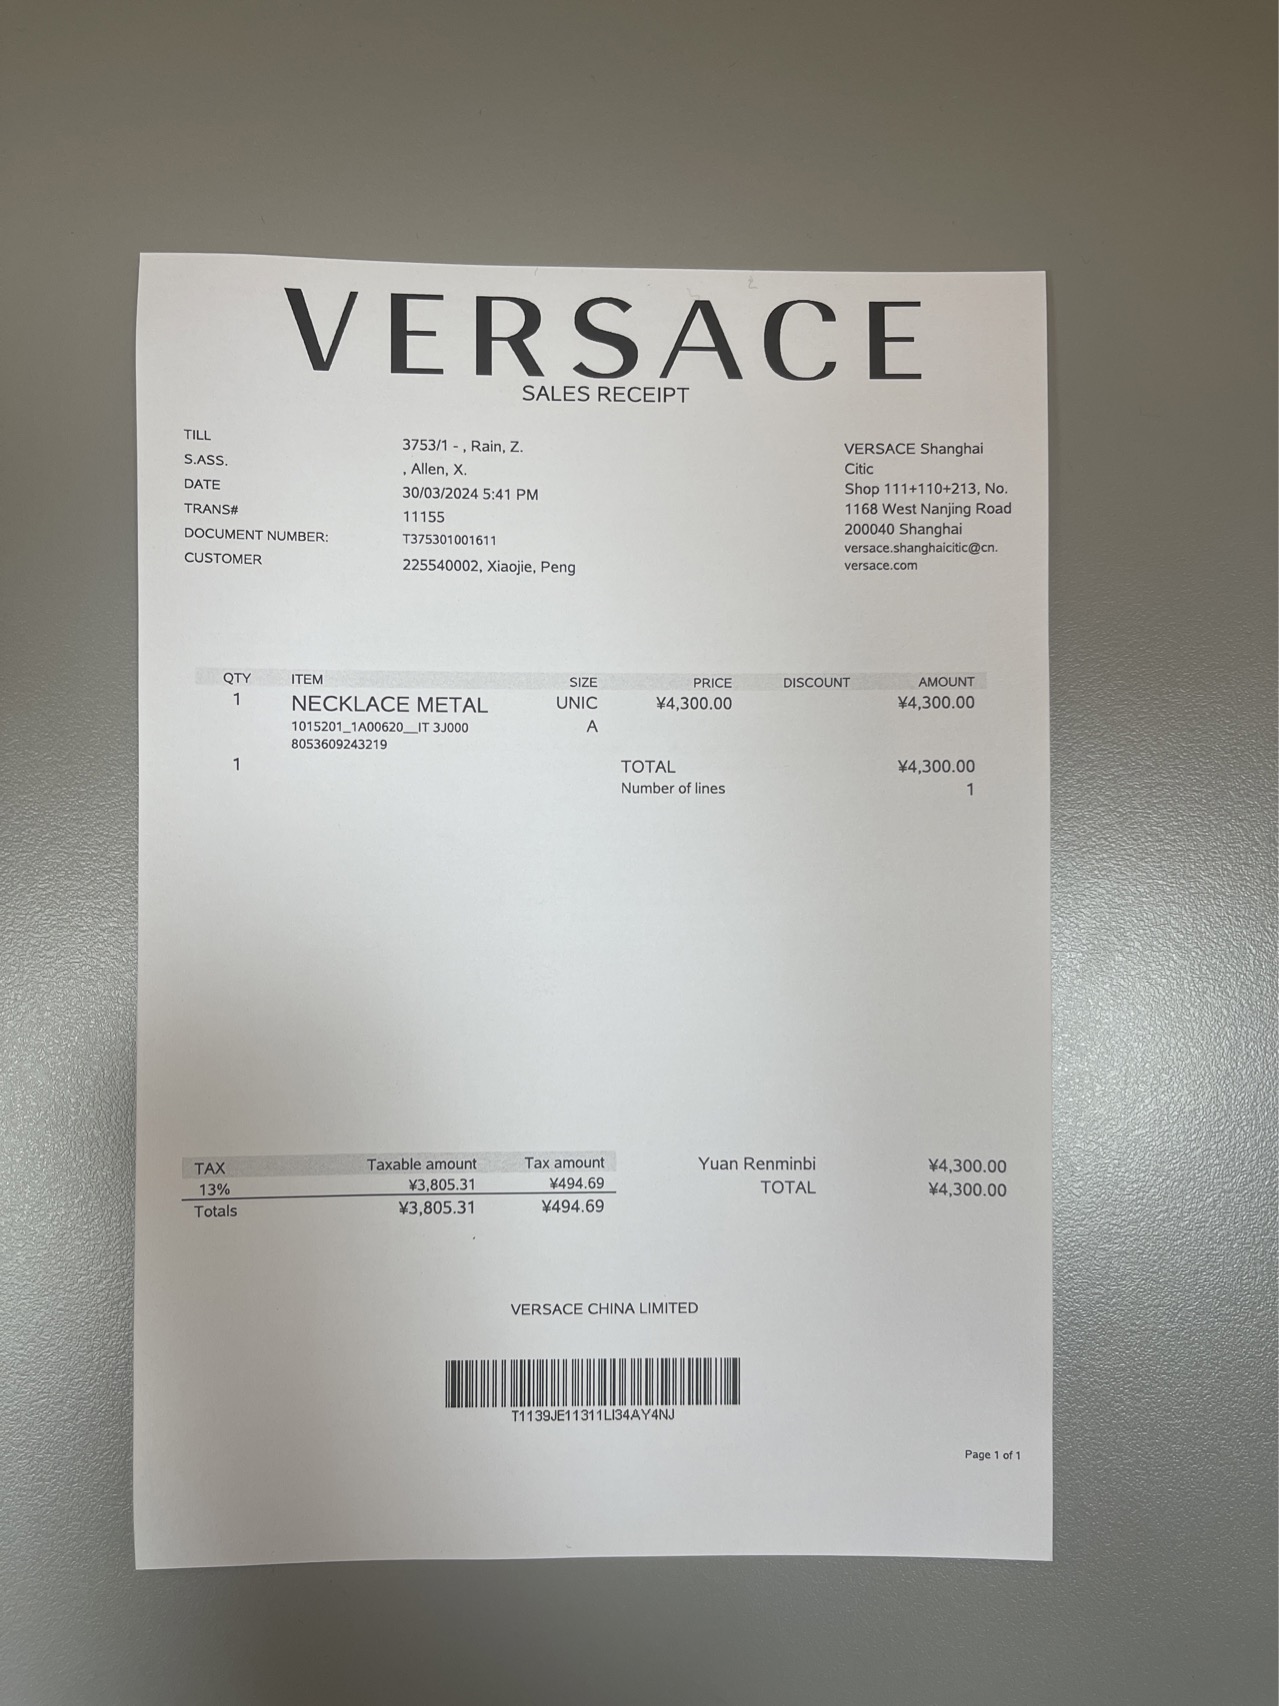 VERSACE
SALES RECEIPT
TILL 3753/1 - , Rain, Z.
S.ASS. , Allen, X.
DATE 30/03/2024 5:41 PM
TRANS# 11155
DOCUMENT NUMBER: T375301001611
CUSTOMER 225540002, Xiaojie, Peng
VERSACE Shanghai
Citic
Shop 111+110+213, No.
1168 West Nanjing Road
200040 Shanghai
versace.shanghaicitic@cn.
versace.com
QTY ITEM SIZE PRICE DISCOUNT AMOUNT
1 NECKLACE METAL UNIC ¥4,300.00 ¥4,300.00
1015201_1A00620__IT 3J000 A
8053609243219
1 TOTAL ¥4,300.00
Number of lines 1
TAX Taxable amount Tax amount
13% ¥3,805.31 ¥494.69
Totals ¥3,805.31 ¥494.69
Yuan Renminbi ¥4,300.00
TOTAL ¥4,300.00
VERSACE CHINA LIMITED
T1139JE11311LI34AY4NJ
Page 1 of 1